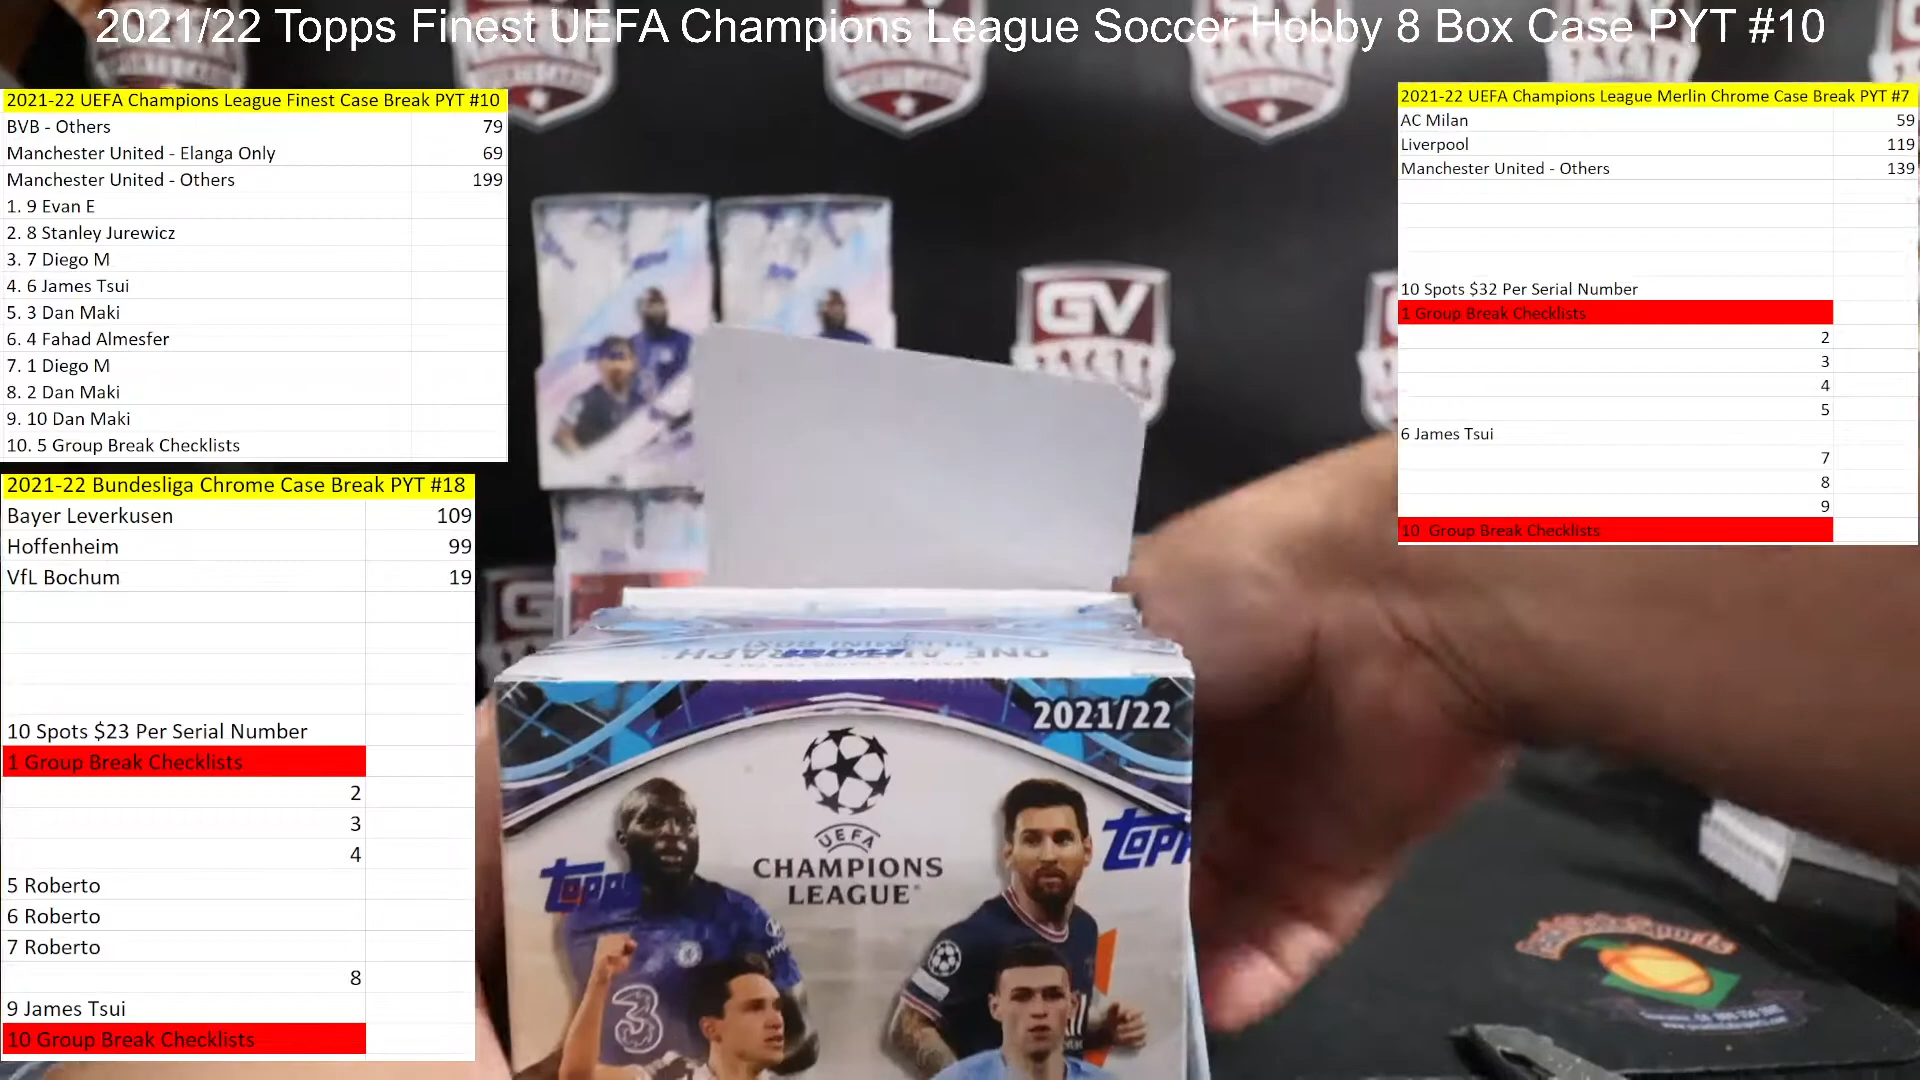 2021/22 Topps Finest UEFA Champions League Soccer Hobby 8 Box Case PYT #10
2021-22 UEFA Champions League Finest Case Break PYT #10
BVB - Others 79
Manchester United - Elanga Only 69
Manchester United - Others 199
1. 9 Evan E
2. 8 Stanley Jurewicz
3. 7 Diego M
4. 6 James Tsui
5. 3 Dan Maki
6. 4 Fahad Almesfer
7. 1 Diego M
8. 2 Dan Maki
9. 10 Dan Maki
10. 5 Group Break Checklists
2021-22 Bundesliga Chrome Case Break PYT #18
Bayer Leverkusen 109
Hoffenheim 99
VfL Bochum 19
10 Spots $23 Per Serial Number
1 Group Break Checklists
2
3
4
5 Roberto
6 Roberto
7 Roberto
8
9 James Tsui
10 Group Break Checklists
2021-22 UEFA Champions League Merlin Chrome Case Break PYT #7
AC Milan 59
Liverpool 119
Manchester United - Others 139
10 Spots $32 Per Serial Number
1 Group Break Checklists
2
3
4
5
6 James Tsui
7
8
9
10 Group Break Checklists
GV
ONE AUTOGRAPH
2021/22
UEFA
CHAMPIONS
LEAGUE
topps
topp
3